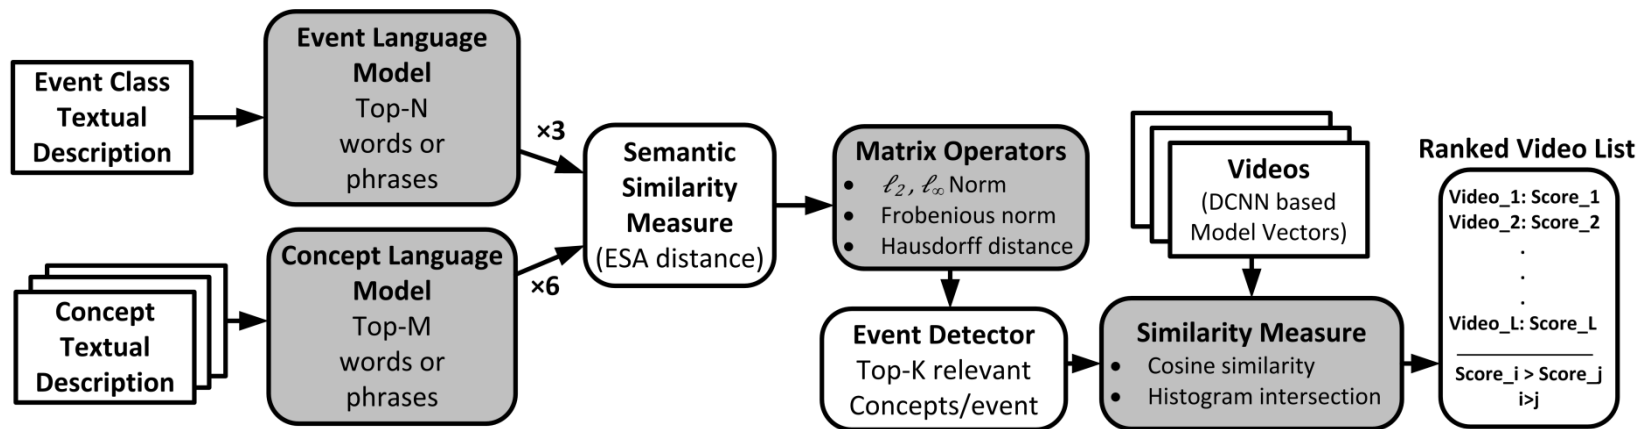 Event Class
Textual
Description
Event Language
Model
Top-N
words or
phrases
×3
Concept
Textual
Description
Concept Language
Model
Top-M
words or
phrases
×6
Semantic
Similarity
Measure
(ESA distance)
Matrix Operators
• ℓ2, ℓ∞ Norm
• Frobenious norm
• Hausdorff distance
Event Detector
Top-K relevant
Concepts/event
Videos
(DCNN based
Model Vectors)
Similarity Measure
• Cosine similarity
• Histogram intersection
Ranked Video List
Video_1: Score_1
Video_2: Score_2
.
.
.
Video_L: Score_L
Score_i > Score_j
i>j